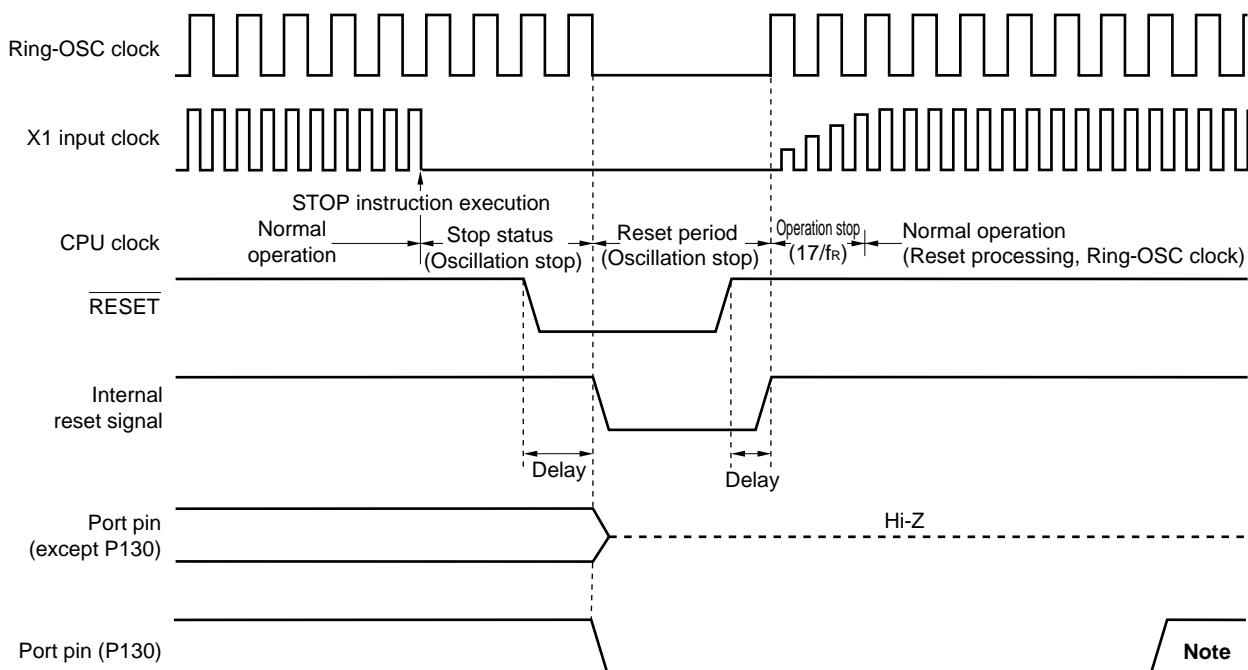 Ring-OSC clock
X1 input clock
STOP instruction execution
CPU clock
Normal
operation
Stop status
(Oscillation stop)
Reset period
(Oscillation stop)
Operation stop
(17/fR)
Normal operation
(Reset processing, Ring-OSC clock)
RESET
Internal
reset signal
Delay
Delay
Port pin
(except P130)
Hi-Z
Port pin (P130)
Note